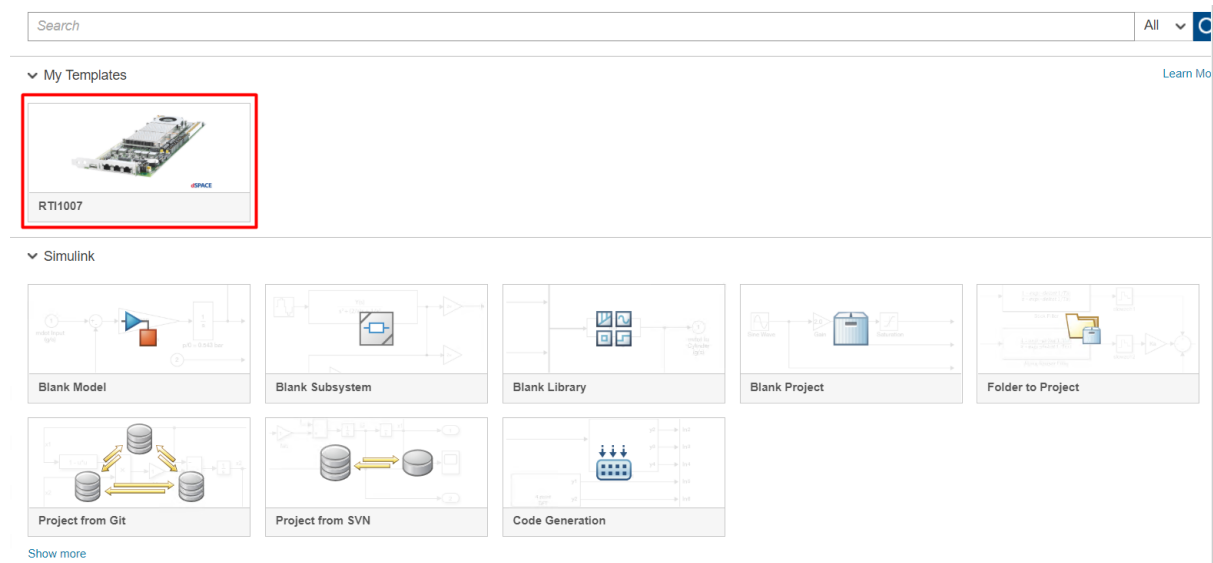 Search
All
My Templates
Learn Mo
dSPACE
RTI1007
Simulink
Blank Model
Blank Subsystem
Blank Library
Blank Project
Folder to Project
Project from Git
Project from SVN
Code Generation
Show more